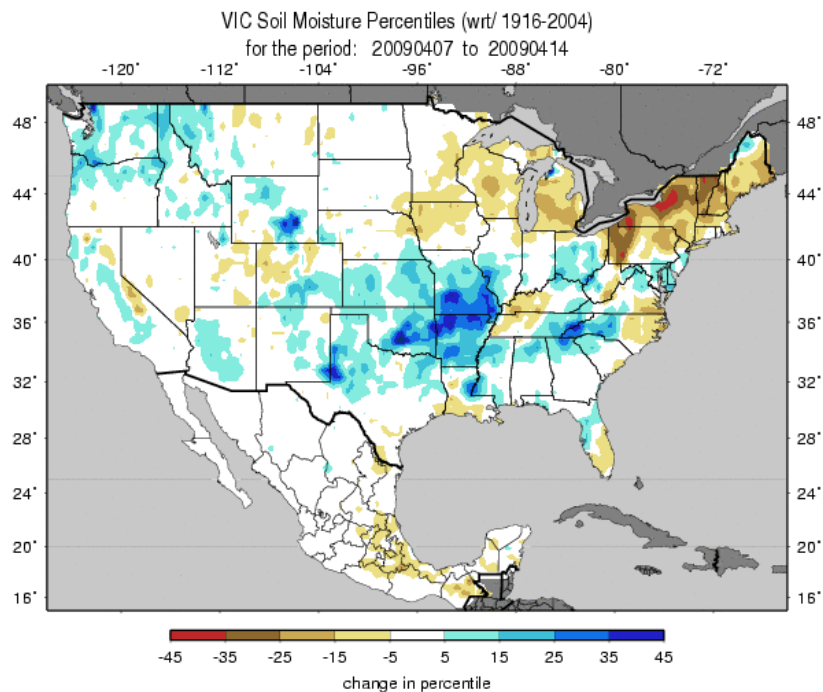 VIC Soil Moisture Percentiles (wrt/ 1916-2004)
for the period: 20090407 to 20090414
-120° -112° -104° -96° -88° -80° -72°
48° 48°
44° 44°
40° 40°
36° 36°
32° 32°
28° 28°
24° 24°
20° 20°
16° 16°
-45 -35 -25 -15 -5 5 15 25 35 45
change in percentile